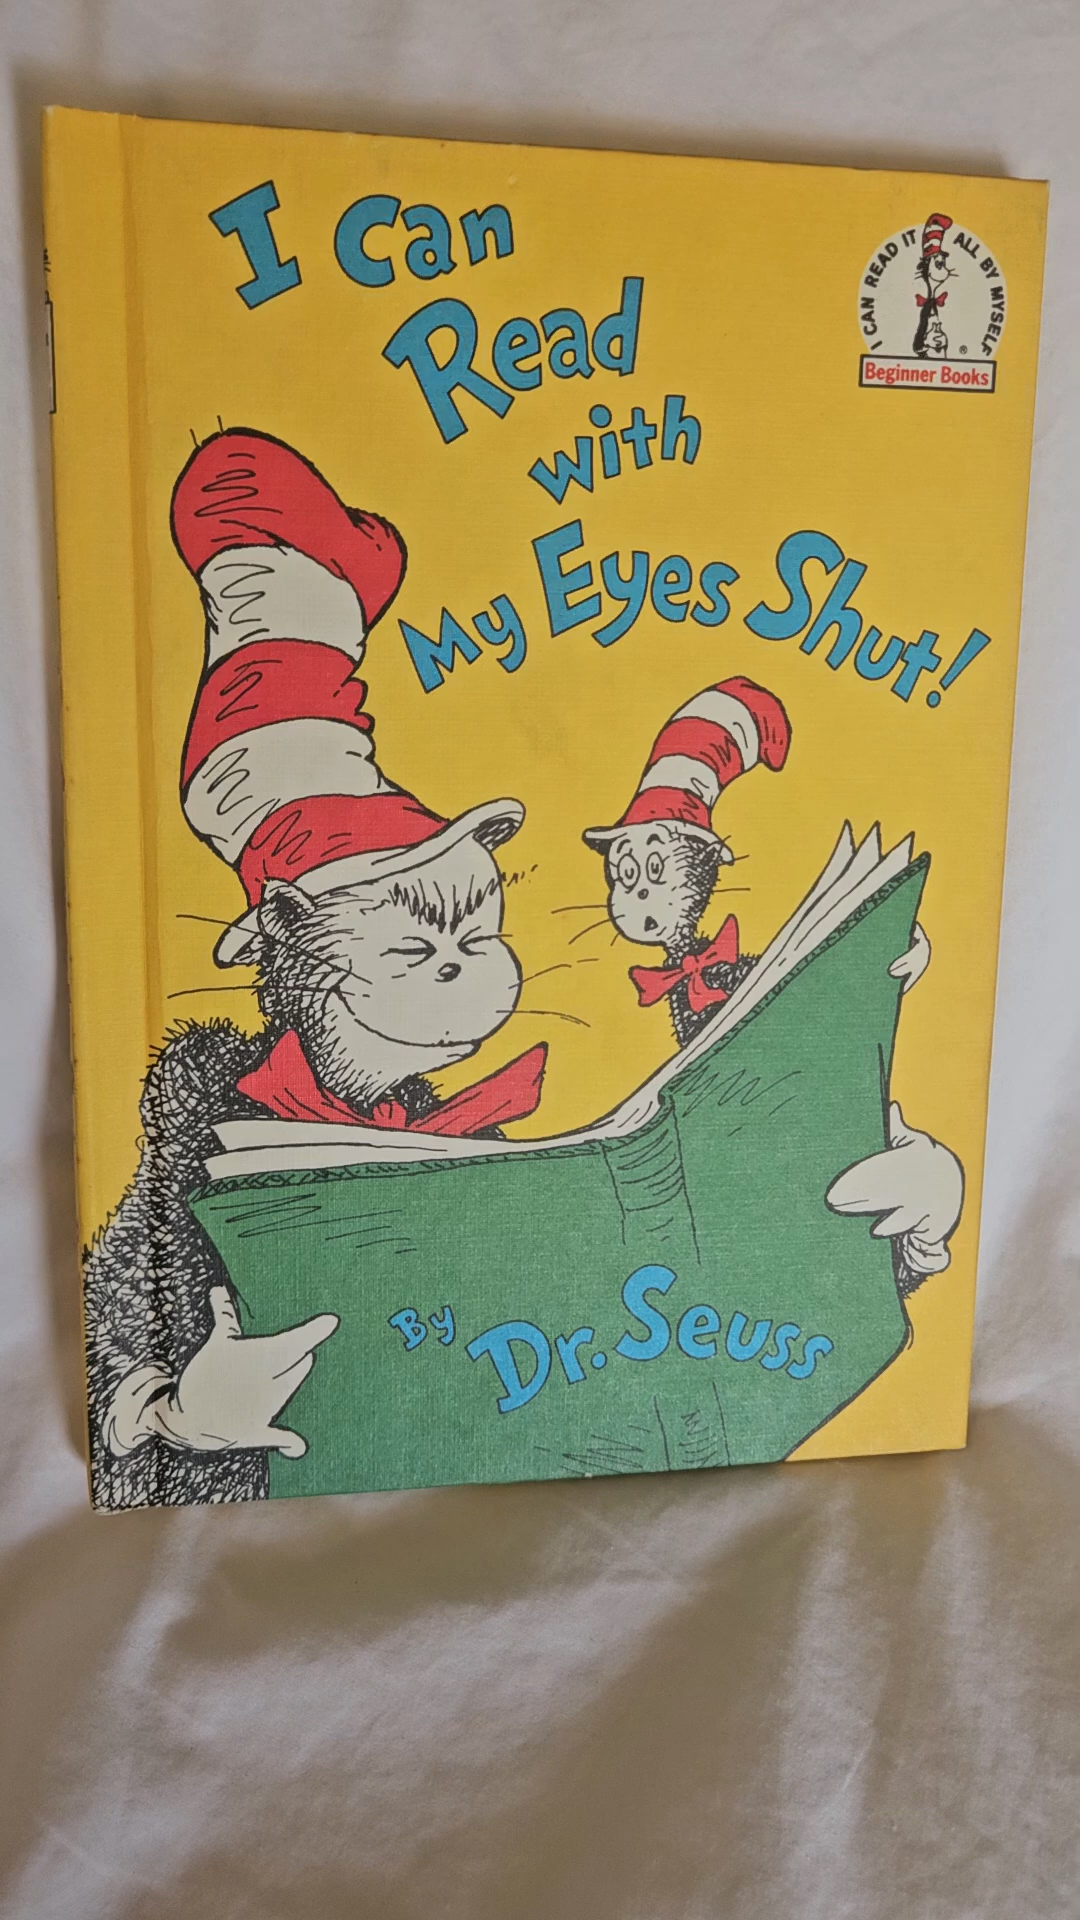 I Can
Read
with
My Eyes Shut!
I CAN READ IT ALL BY MYSELF
®
Beginner Books
By Dr. Seuss